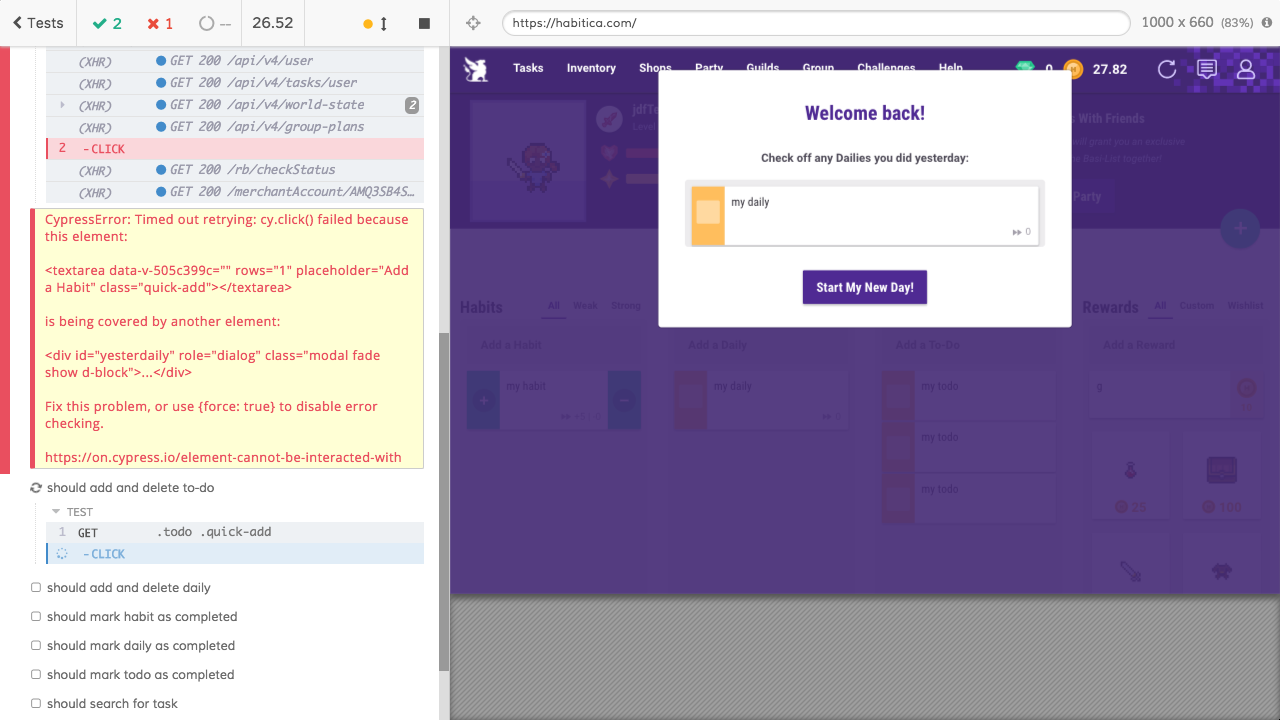 Tests
2
1
--
26.52
https://habitica.com/
1000 x 660 (83%)
(XHR) GET 200 /api/v4/user
(XHR) GET 200 /api/v4/tasks/user
(XHR) GET 200 /api/v4/world-state 2
(XHR) GET 200 /api/v4/group-plans
2 -CLICK
(XHR) GET 200 /rb/checkStatus
(XHR) GET 200 /merchantAccount/AMQ3SB4S…
CypressError: Timed out retrying: cy.click() failed because
this element:
<textarea data-v-505c399c="" rows="1" placeholder="Add
a Habit" class="quick-add"></textarea>
is being covered by another element:
<div id="yesterdaily" role="dialog" class="modal fade
show d-block">...</div>
Fix this problem, or use {force: true} to disable error
checking.
https://on.cypress.io/element-cannot-be-interacted-with
should add and delete to-do
TEST
1 GET .todo .quick-add
-CLICK
should add and delete daily
should mark habit as completed
should mark daily as completed
should mark todo as completed
should search for task
Tasks Inventory Shops Party Guilds Group Challenges Help 0 27.82
Level
s With Friends
will grant you an exclusive
Party
Welcome back!
Check off any Dailies you did yesterday:
my daily
0
Start My New Day!
Habits All Weak Strong
Rewards All Custom Wishlist
Add a Habit
Add a Daily
Add a To-Do
Add a Reward
my habit
my daily
my todo
g
my todo
my todo
25
100